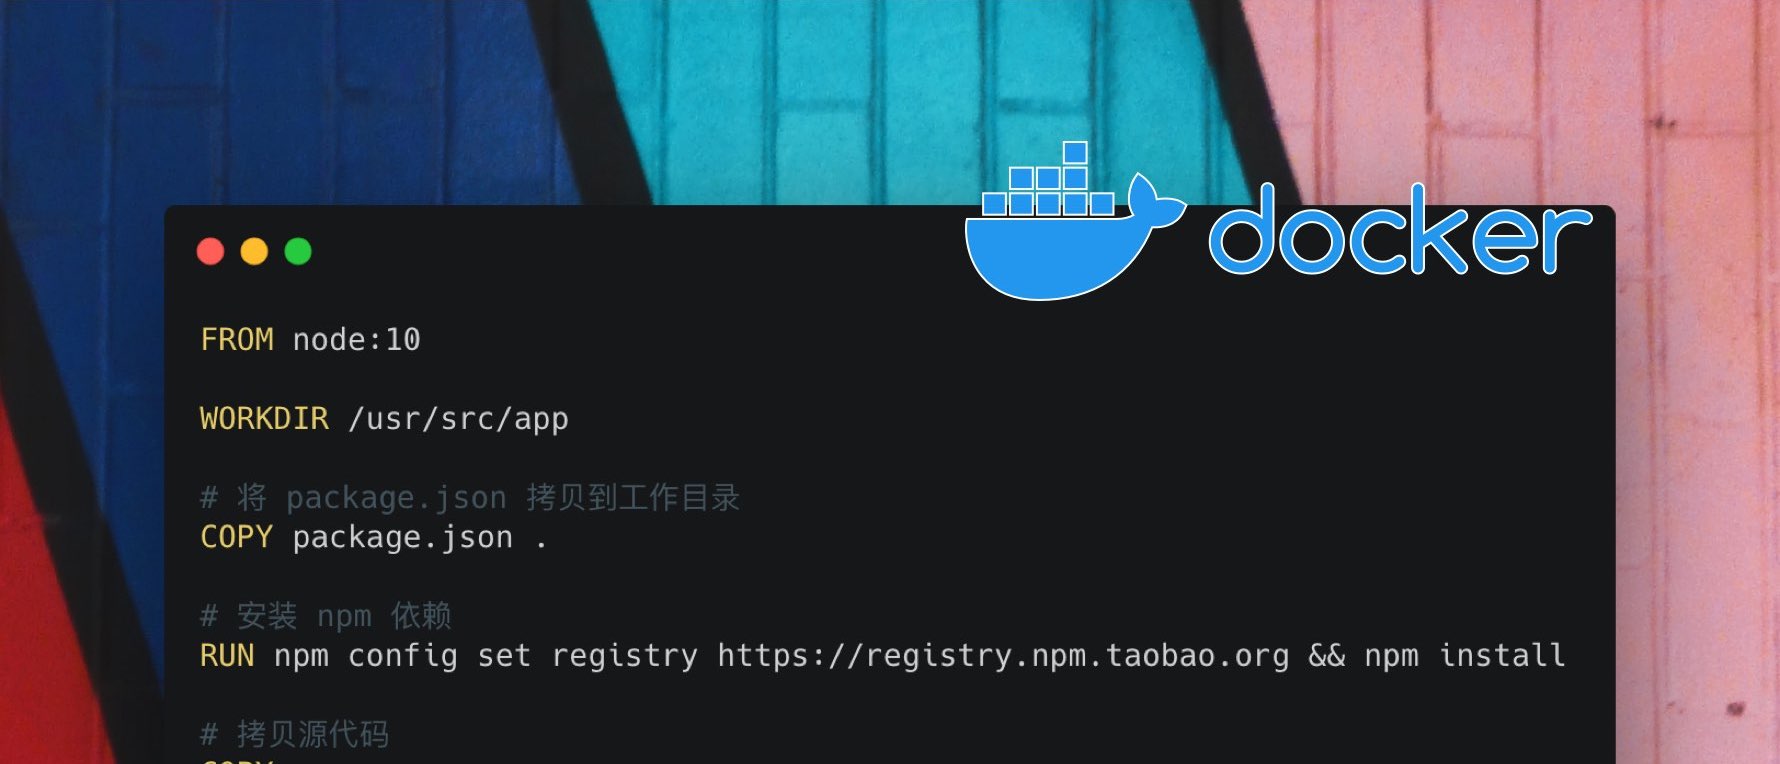 docker
FROM node:10
WORKDIR /usr/src/app
# 将 package.json 拷贝到工作目录
COPY package.json .
# 安装 npm 依赖
RUN npm config set registry https://registry.npm.taobao.org && npm install
# 拷贝源代码
COPY